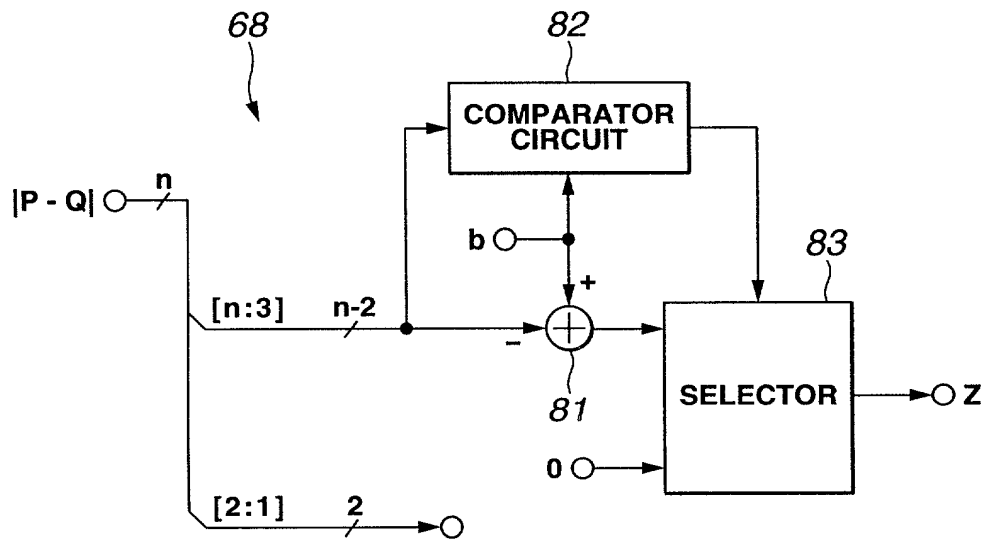 68
82
COMPARATOR
CIRCUIT
|P - Q|
n
b
+
83
[n:3]
n-2
-
81
SELECTOR
Z
0
[2:1]
2